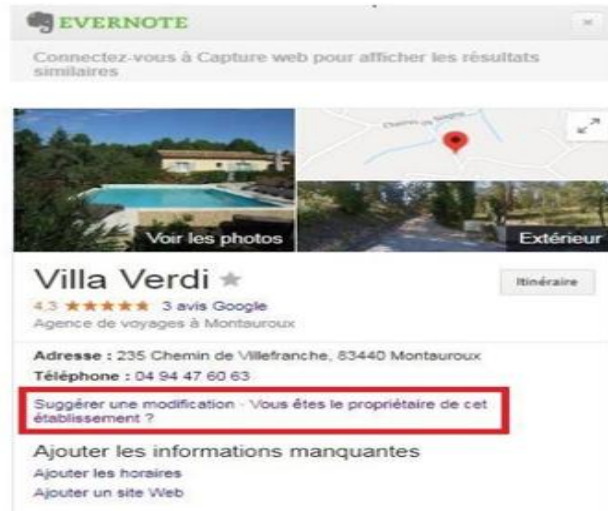 EVERNOTE
Connectez-vous à Capture web pour afficher les résultats
similaires
Chemin de
Voir les photos
Extérieur
Villa Verdi
Itinéraire
4,3 ★★★★★ 3 avis Google
Agence de voyages à Montauroux
Adresse : 235 Chemin de Villefranche, 83440 Montauroux
Téléphone : 04 94 47 60 63
Suggérer une modification - Vous êtes le propriétaire de cet
établissement ?
Ajouter les informations manquantes
Ajouter les horaires
Ajouter un site Web